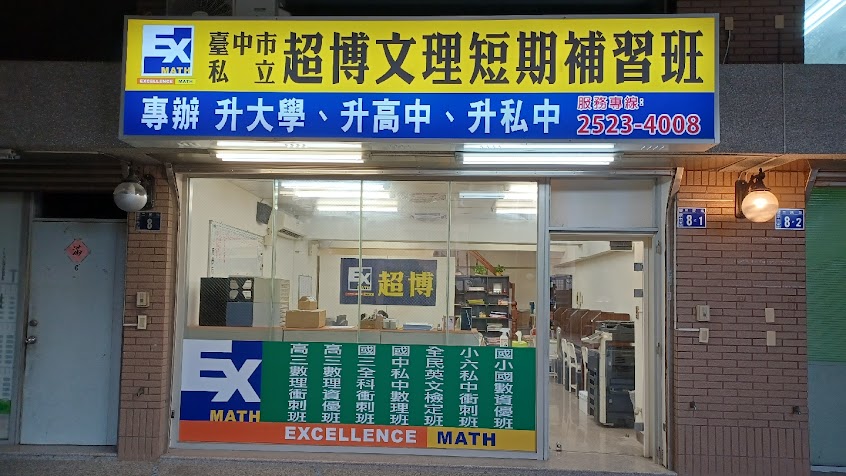 EX
MATH
EXCELLENCE MATH
臺中市
私立
超博文理短期補習班
專辦 升大學、升高中、升私中
服務專線:
2523-4008
8
8-1
8-2
滿
EX
超博
EX
MATH
高三數理衝刺班
高三數理資優班
國三全科衝刺班
國中私中數理班
全民英文檢定班
小六私中衝刺班
國小國數資優班
EXCELLENCE MATH